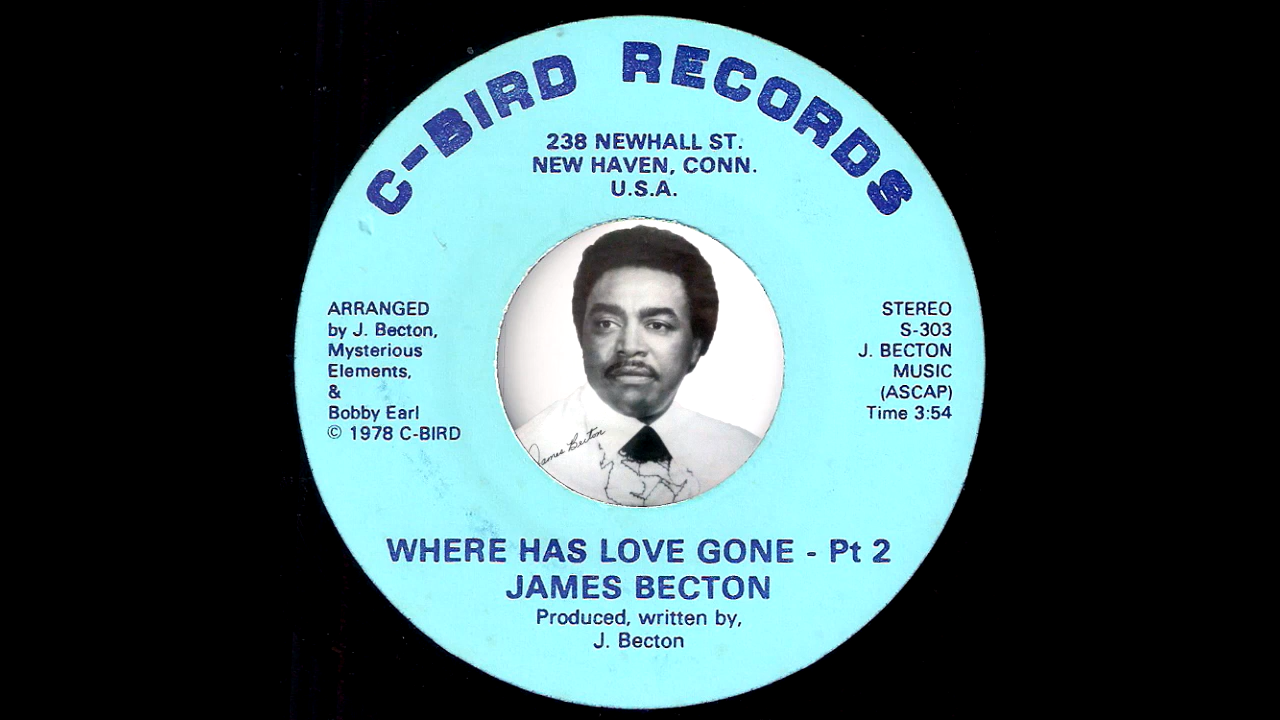 C-BIRD RECORDS
238 NEWHALL ST.
NEW HAVEN, CONN.
U.S.A.
ARRANGED
by J. Becton,
Mysterious
Elements,
&
Bobby Earl
© 1978 C-BIRD
STEREO
S-303
J. BECTON
MUSIC
(ASCAP)
Time 3:54
James Becton
WHERE HAS LOVE GONE - Pt 2
JAMES BECTON
Produced, written by,
J. Becton